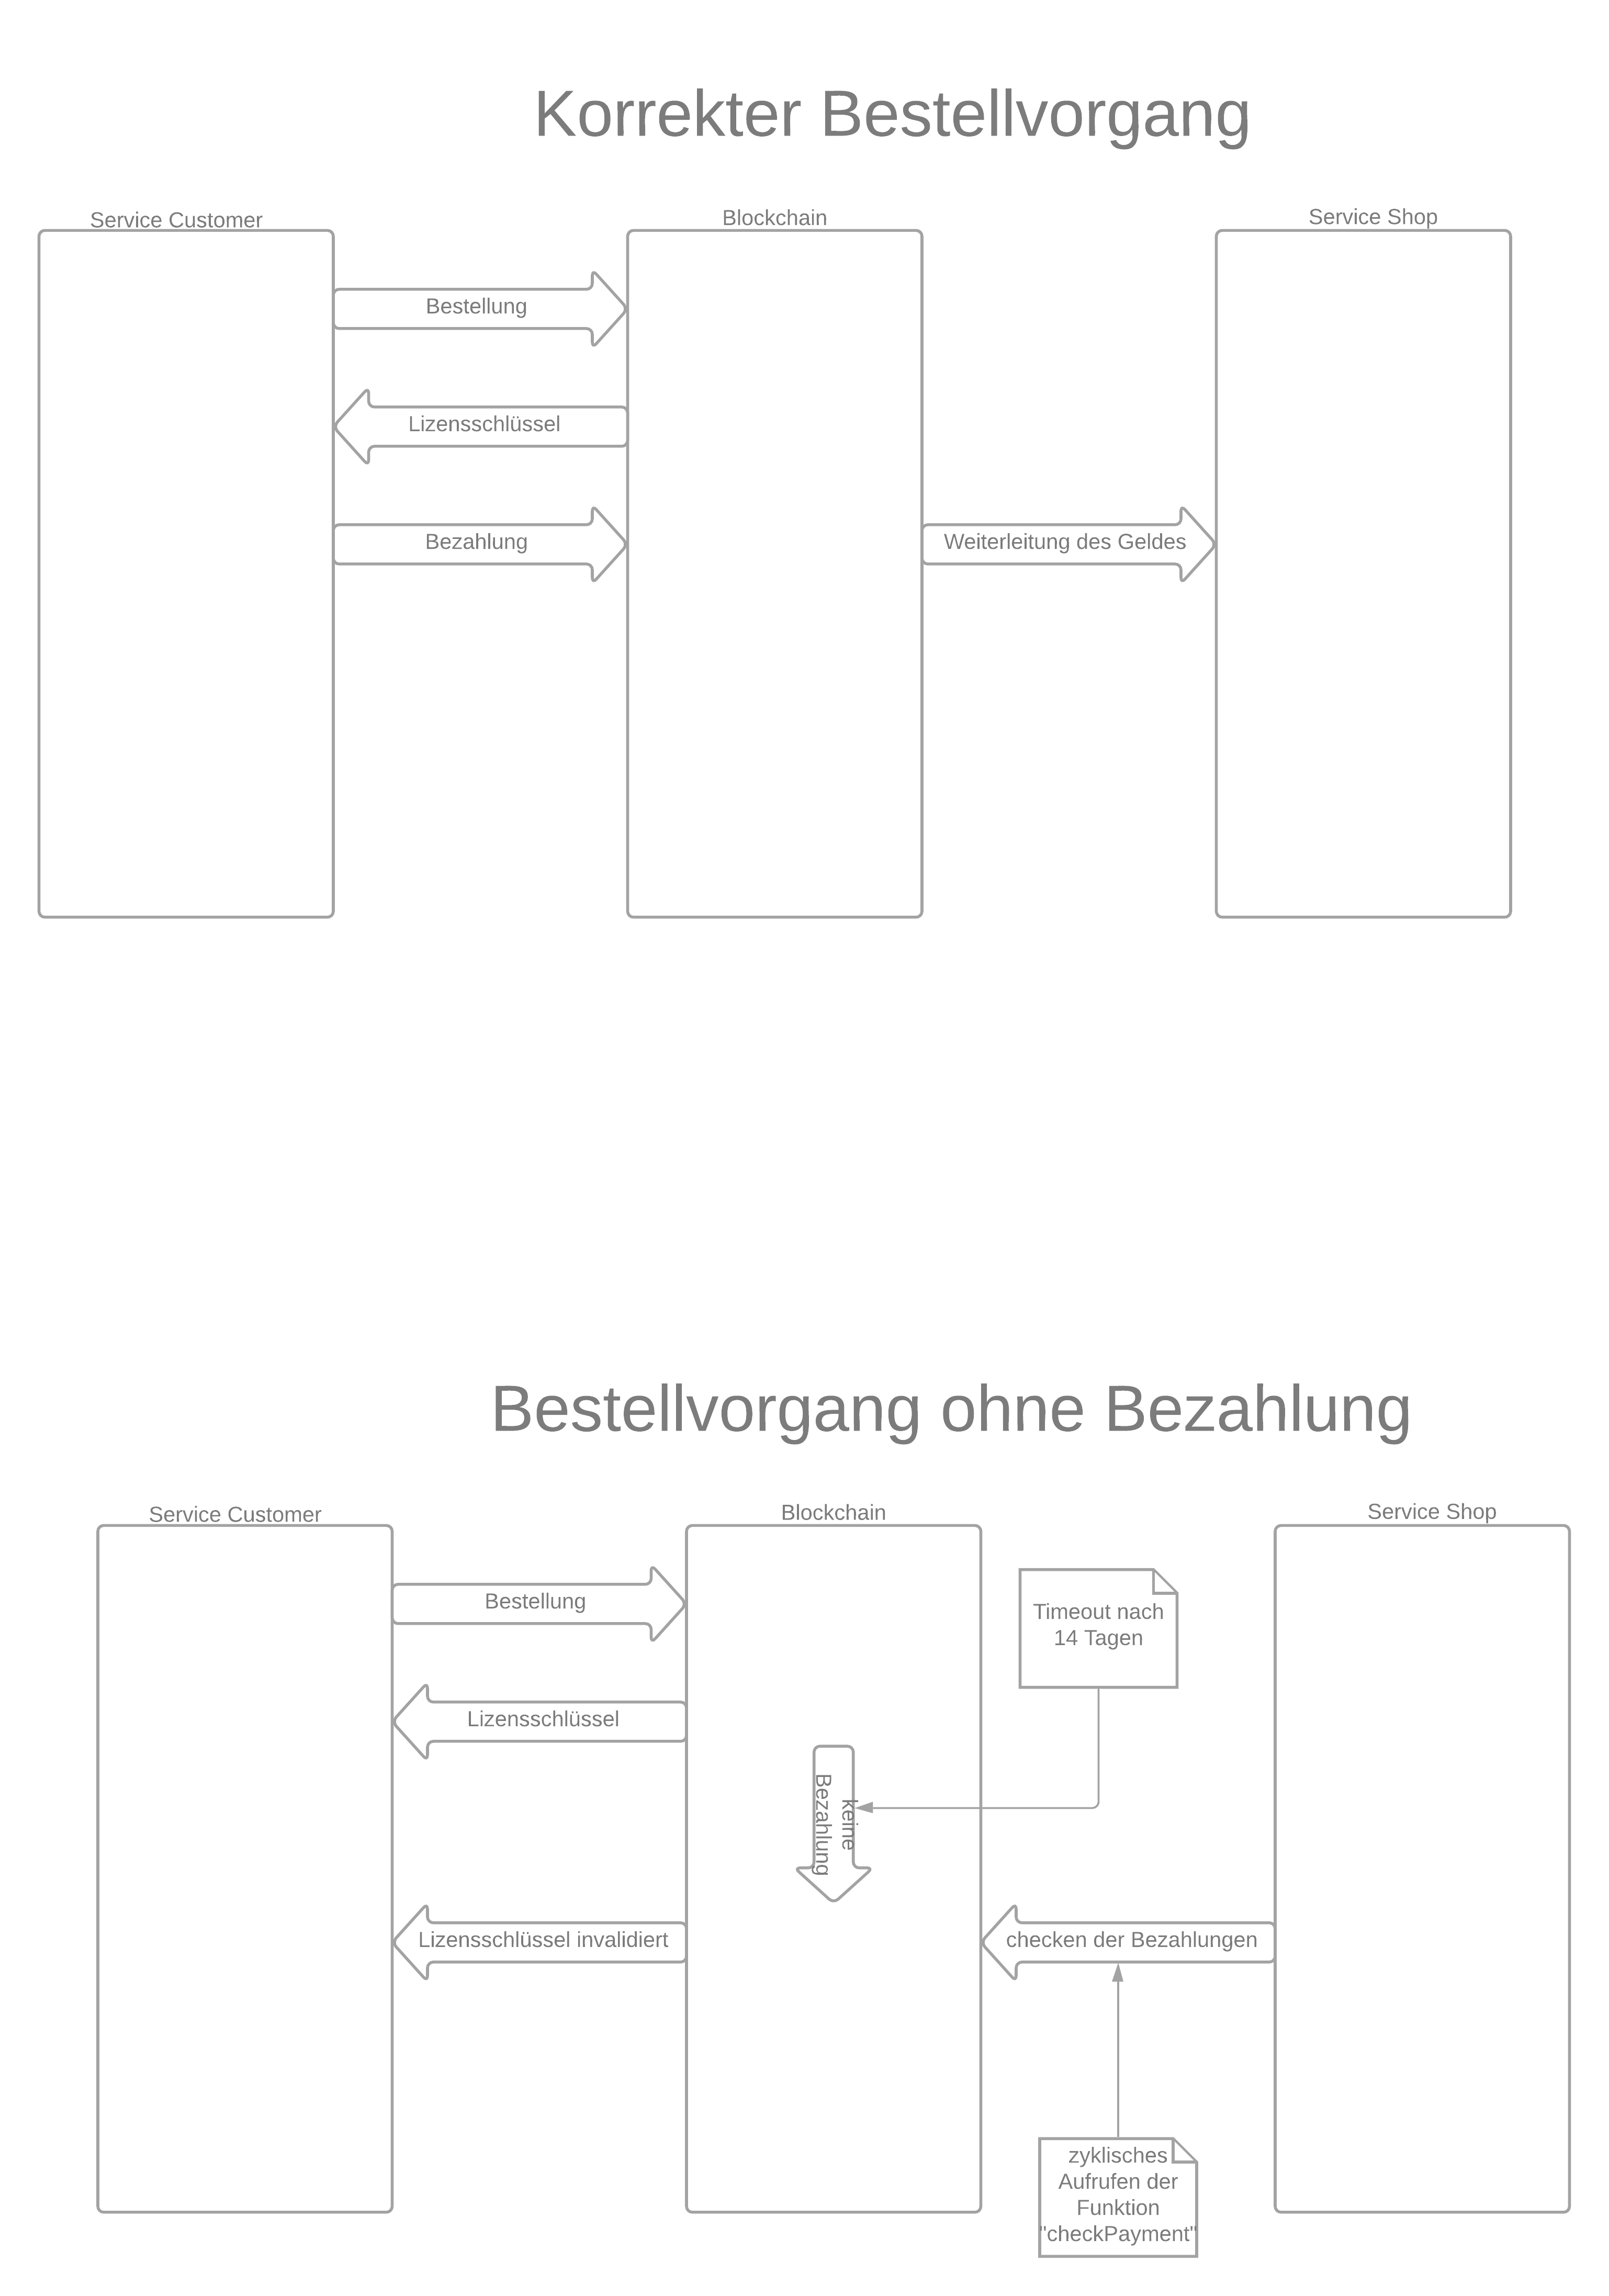 Korrekter Bestellvorgang
Service Customer
Blockchain
Service Shop
Bestellung
Lizensschlüssel
Bezahlung
Weiterleitung des Geldes
Bestellvorgang ohne Bezahlung
Service Customer
Blockchain
Service Shop
Bestellung
Timeout nach
14 Tagen
Lizensschlüssel
keine
Bezahlung
Lizensschlüssel invalidiert
checken der Bezahlungen
zyklisches
Aufrufen der
Funktion
"checkPayment"